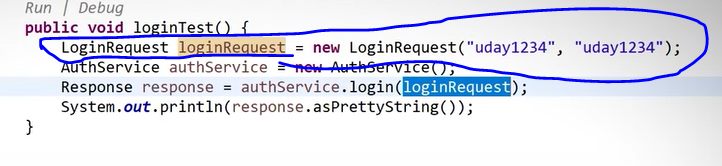 Run | Debug
public void loginTest() {
LoginRequest loginRequest = new LoginRequest("uday1234", "uday1234");
AuthService authService = new AuthService();
Response response = authService.login(loginRequest);
System.out.println(response.asPrettyString());
}